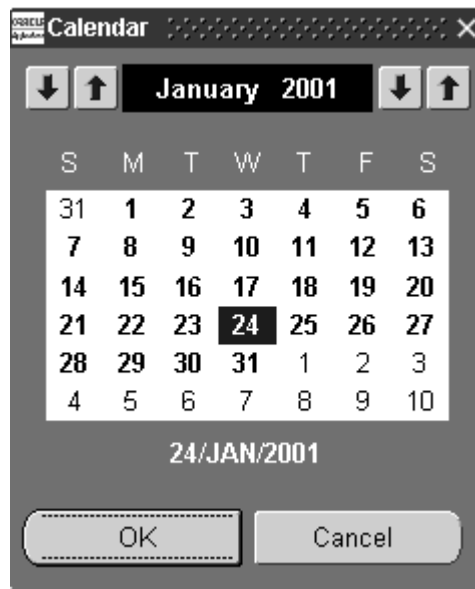 ORACLE Calendar
January 2001
S M T W T F S
31 1 2 3 4 5 6
7 8 9 10 11 12 13
14 15 16 17 18 19 20
21 22 23 24 25 26 27
28 29 30 31 1 2 3
4 5 6 7 8 9 10
24/JAN/2001
OK Cancel